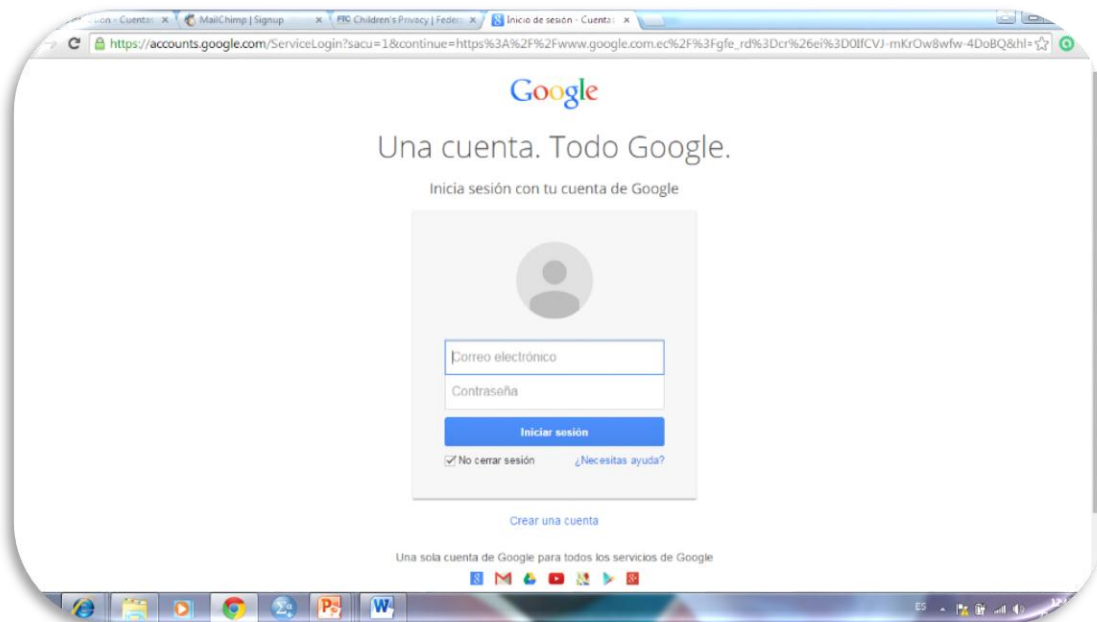 MailChimp | Signup
FTC Children's Privacy | Feder
Inicio de sesión - Cuenta
https://accounts.google.com/ServiceLogin?sacu=1&continue=https%3A%2F%2Fwww.google.com.ec%2F%3Fgfe_rd%3Dcr%26ei%3D0IfCVJ-mKrOw8wfw-4DoBQ&hl=
Google
Una cuenta. Todo Google.
Inicia sesión con tu cuenta de Google
Correo electrónico
Contraseña
Iniciar sesión
No cerrar sesión
¿Necesitas ayuda?
Crear una cuenta
Una sola cuenta de Google para todos los servicios de Google
ES